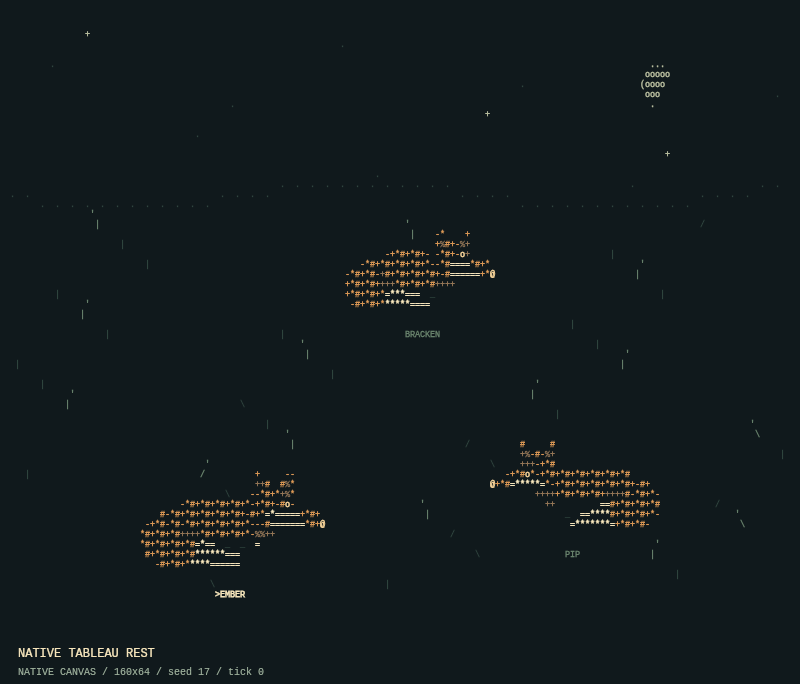 BRACKEN
PIP
>EMBER
NATIVE TABLEAU REST
NATIVE CANVAS / 160x64 / seed 17 / tick 0